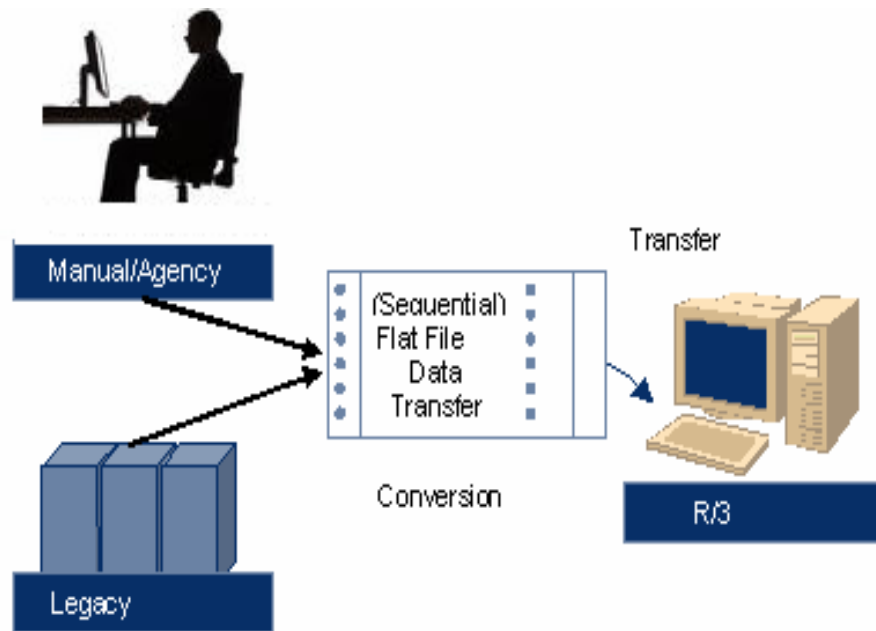 Transfer
Manual/Agency
(Sequential)
Flat File
Data
Transfer
Conversion
R/3
Legacy